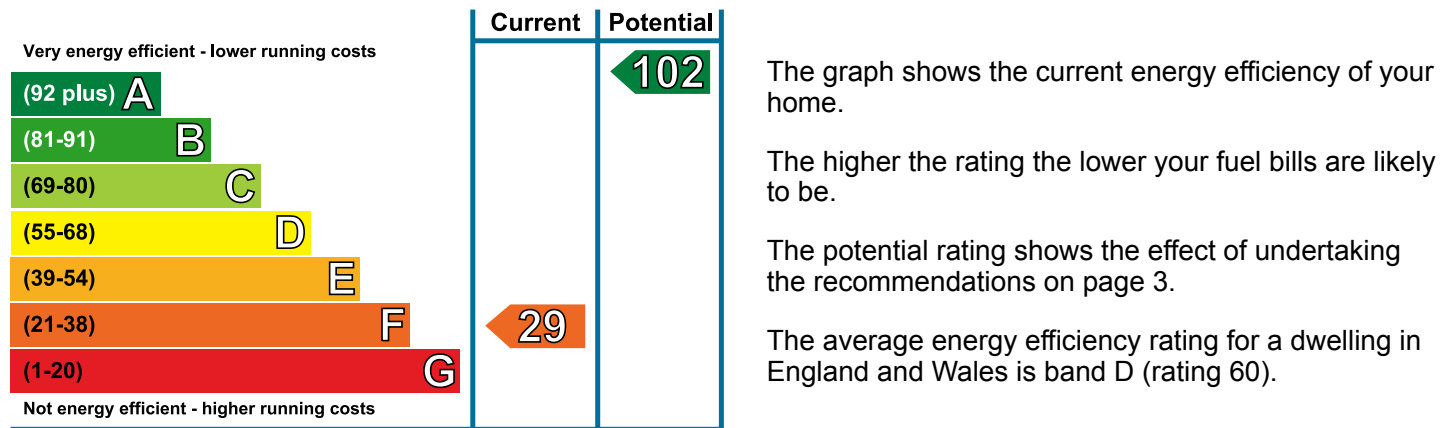 Current Potential
Very energy efficient - lower running costs
102
(92 plus) A
(81-91) B
(69-80) C
(55-68) D
(39-54) E
(21-38) F
29
(1-20) G
Not energy efficient - higher running costs
The graph shows the current energy efficiency of your
home.
The higher the rating the lower your fuel bills are likely
to be.
The potential rating shows the effect of undertaking
the recommendations on page 3.
The average energy efficiency rating for a dwelling in
England and Wales is band D (rating 60).